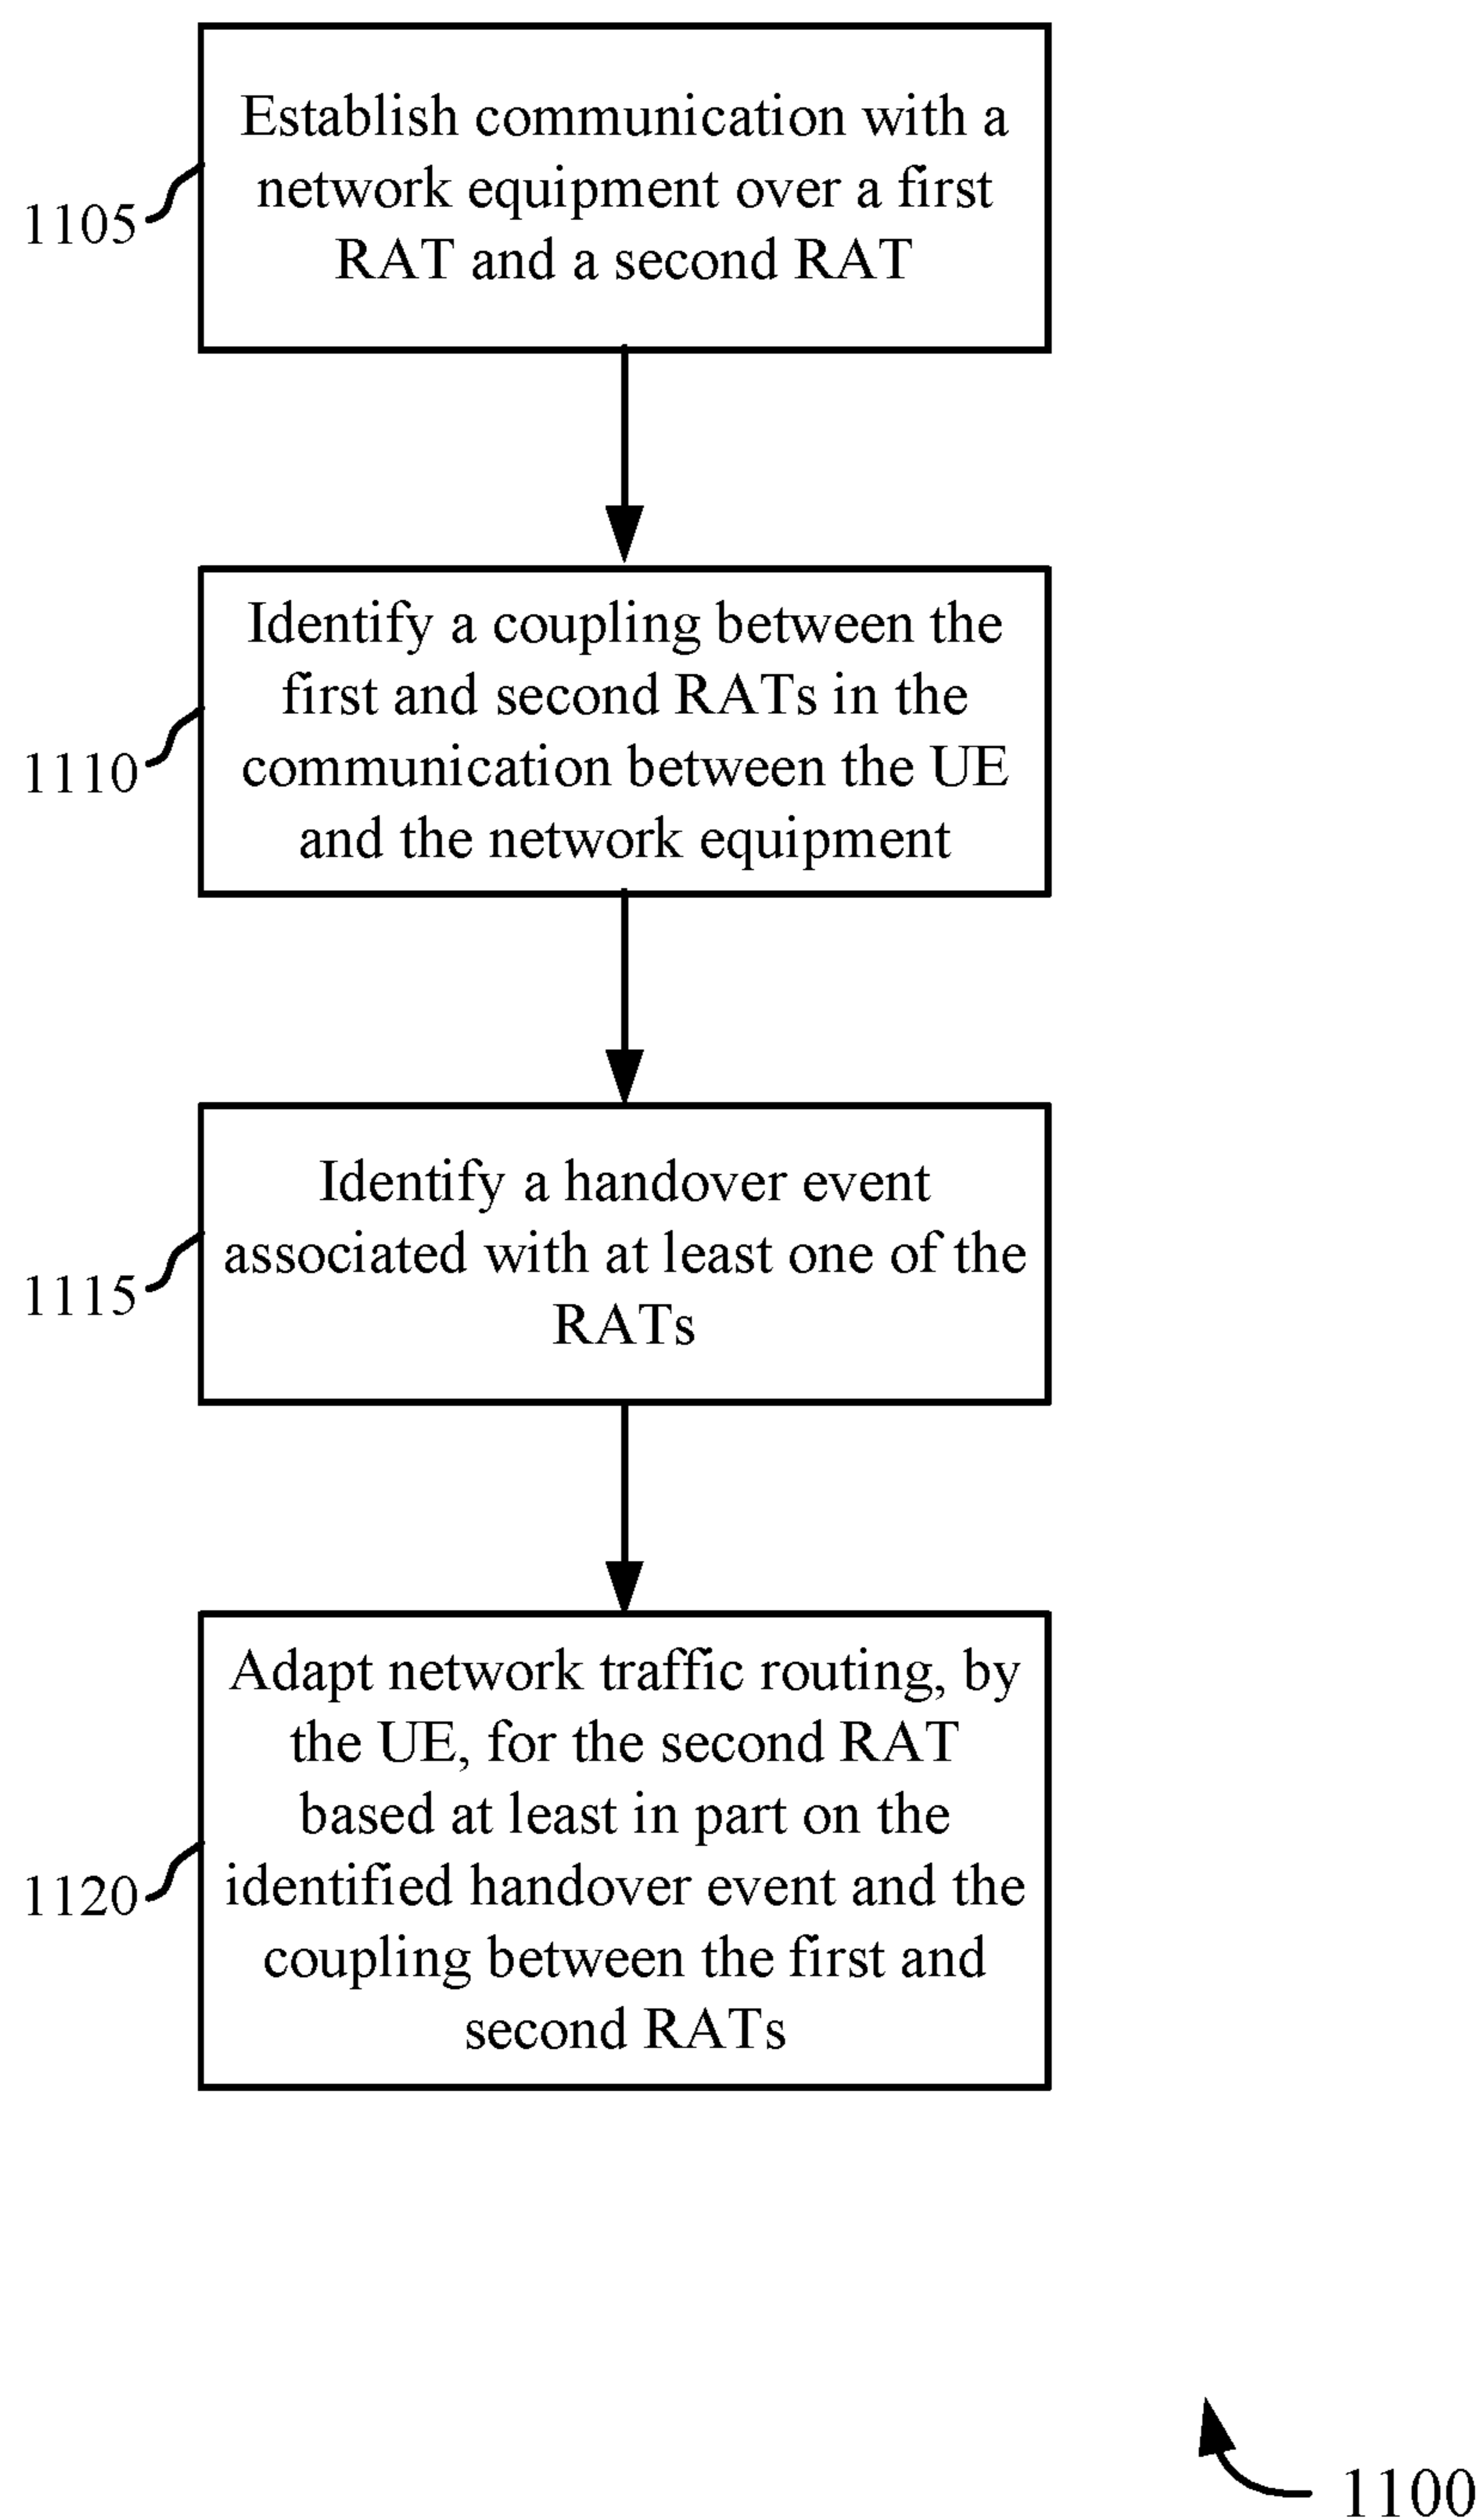 Establish communication with a
network equipment over a first
RAT and a second RAT
1105
Identify a coupling between the
first and second RATs in the
communication between the UE
and the network equipment
1110
Identify a handover event
associated with at least one of the
RATs
1115
Adapt network traffic routing, by
the UE, for the second RAT
based at least in part on the
identified handover event and the
coupling between the first and
second RATs
1120
1100